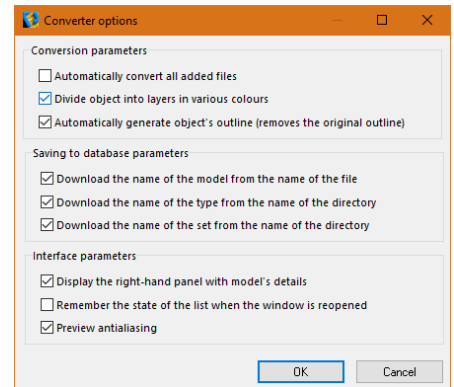 Converter options
Conversion parameters
Automatically convert all added files
Divide object into layers in various colours
Automatically generate object's outline (removes the original outline)
Saving to database parameters
Download the name of the model from the name of the file
Download the name of the type from the name of the directory
Download the name of the set from the name of the directory
Interface parameters
Display the right-hand panel with model's details
Remember the state of the list when the window is reopened
Preview antialiasing
OK Cancel